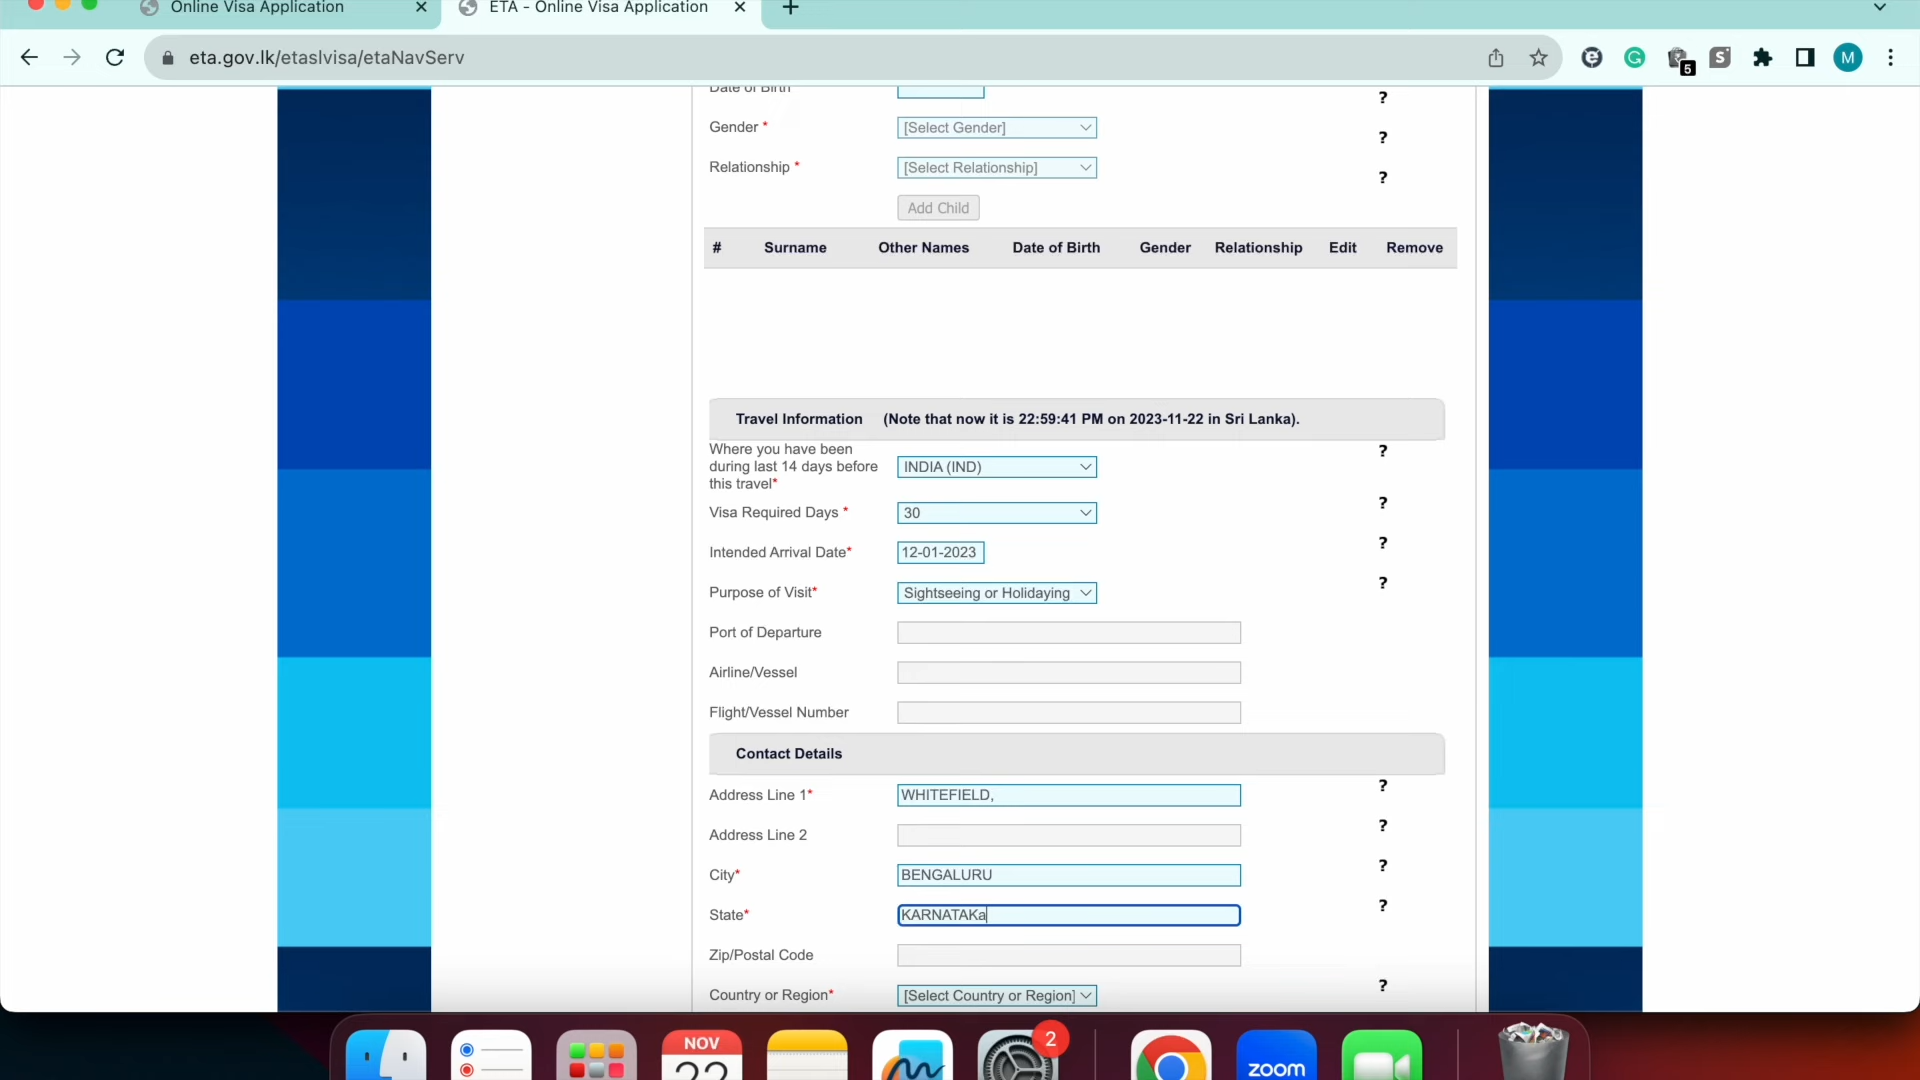 Online Visa Application
ETA - Online Visa Application
eta.gov.lk/etaslvisa/etaNavServ
5
S
M
Date of Birth
?
Gender * [Select Gender] ?
Relationship * [Select Relationship] ?
Add Child
# Surname Other Names Date of Birth Gender Relationship Edit Remove
Travel Information (Note that now it is 22:59:41 PM on 2023-11-22 in Sri Lanka).
Where you have been
during last 14 days before
this travel*
INDIA (IND)
?
Visa Required Days * 30 ?
Intended Arrival Date* 12-01-2023 ?
Purpose of Visit* Sightseeing or Holidaying ?
Port of Departure
Airline/Vessel
Flight/Vessel Number
Contact Details
Address Line 1* WHITEFIELD, ?
Address Line 2 ?
City* BENGALURU ?
State* KARNATAKa ?
Zip/Postal Code
Country or Region* [Select Country or Region] ?
NOV
22
2
zoom